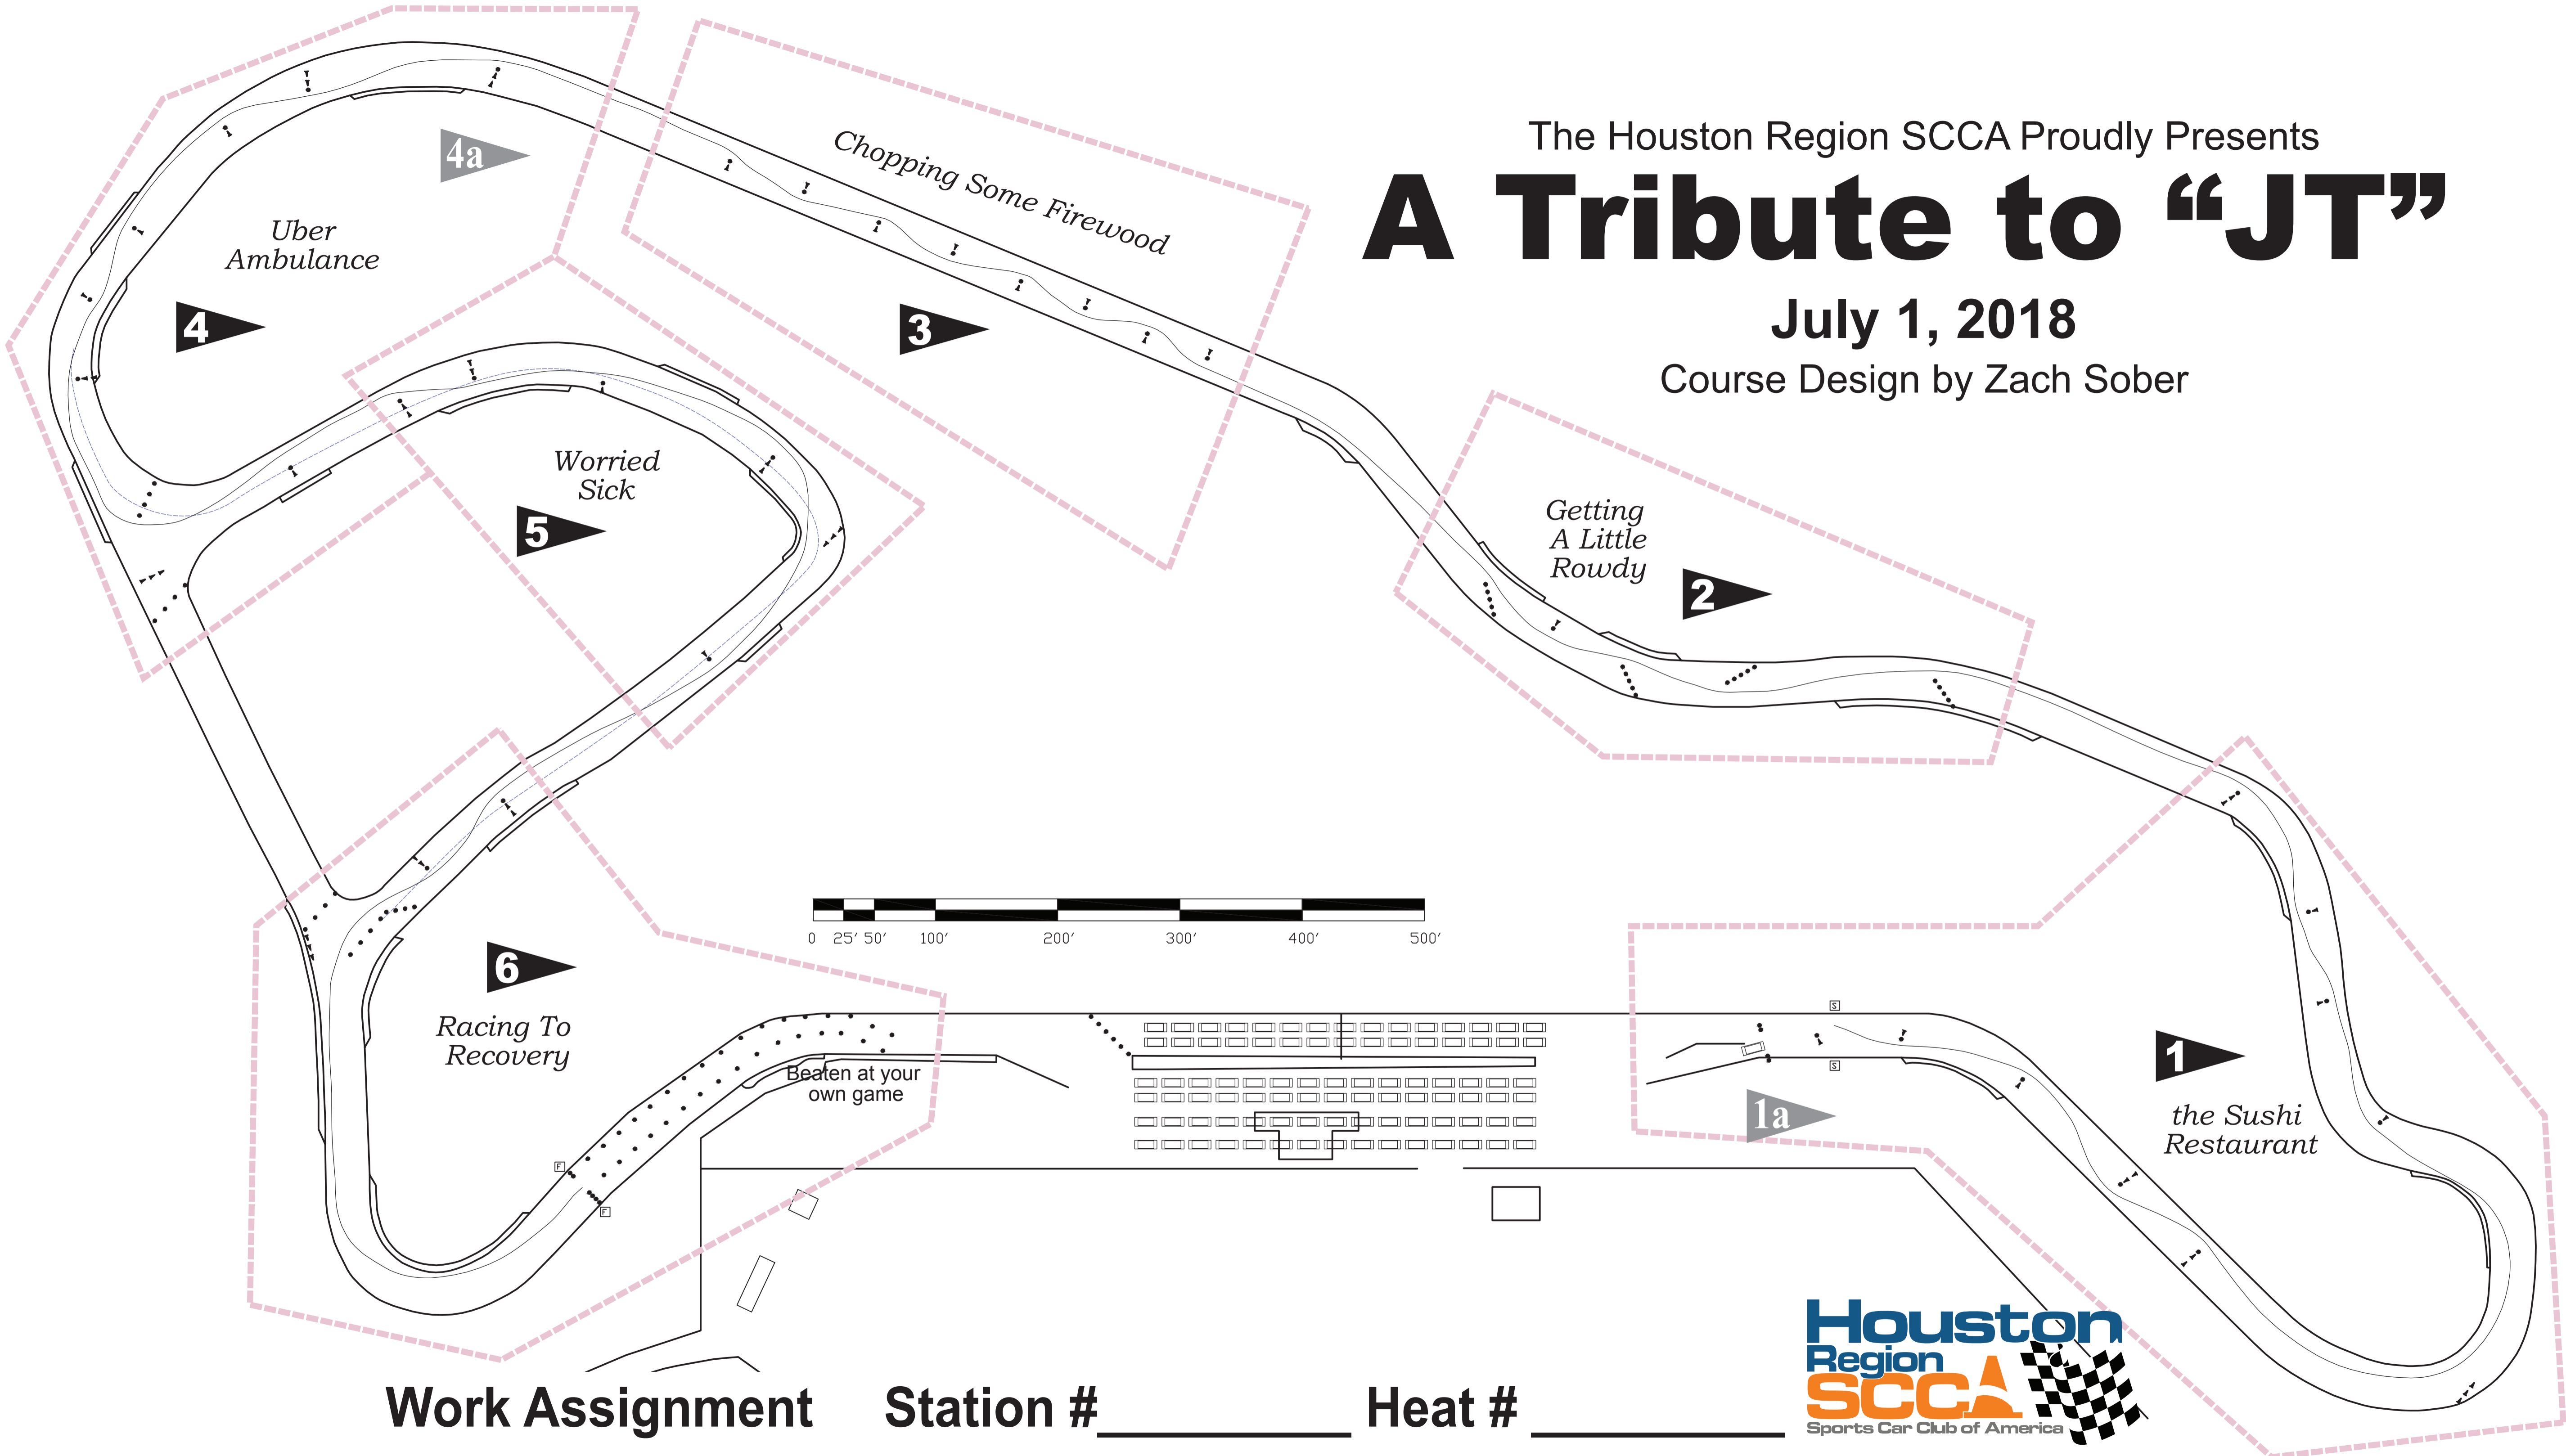 The Houston Region SCCA Proudly Presents
A Tribute to “JT”
July 1, 2018
Course Design by Zach Sober
4a
Chopping Some Firewood
Uber
Ambulance
4
3
Worried
Sick
5
Getting
A Little
Rowdy
2
0 25' 50' 100' 200' 300' 400' 500'
6
Racing To
Recovery
Beaten at your
own game
S
S
1
1a
the Sushi
Restaurant
F
F
Work Assignment Station # Heat #
Houston
Region
SCCA
Sports Car Club of America